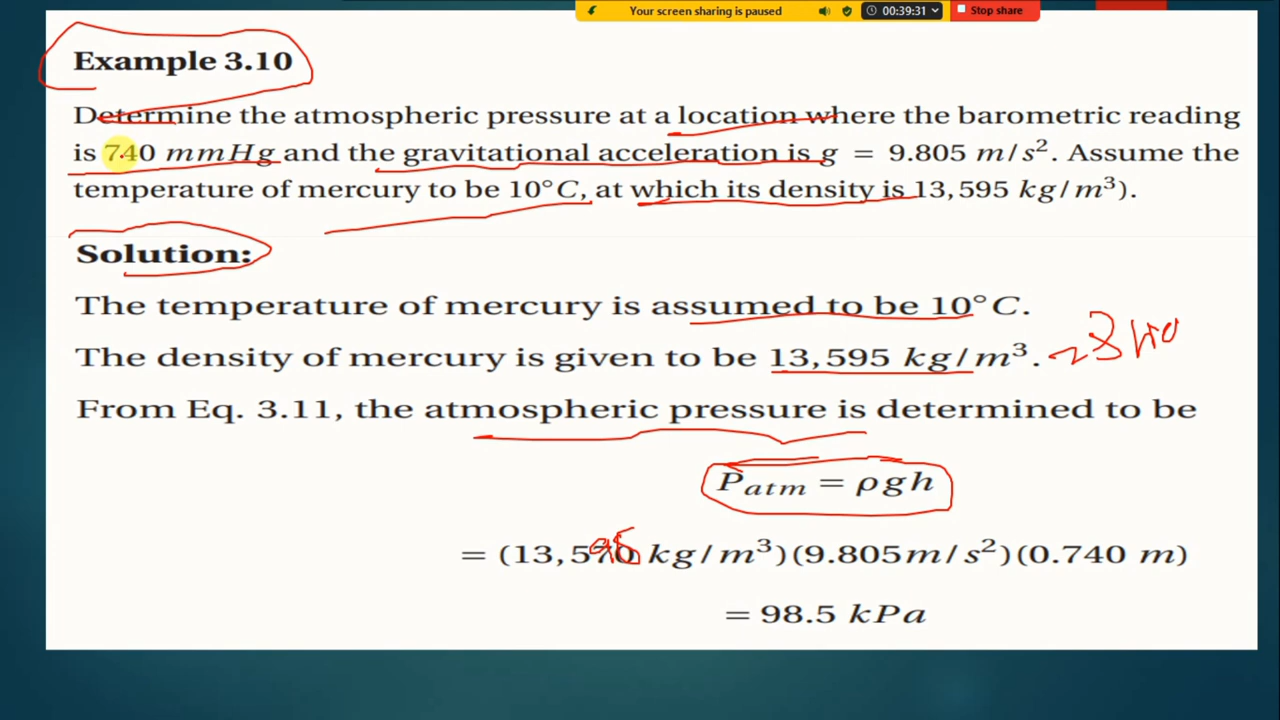 Your screen sharing is paused 00:39:31 Stop share
Example 3.10
Determine the atmospheric pressure at a location where the barometric reading
is 740 mmHg and the gravitational acceleration is g = 9.805 m/s². Assume the
temperature of mercury to be 10°C, at which its density is 13,595 kg/m³).
Solution:
The temperature of mercury is assumed to be 10°C.
The density of mercury is given to be 13,595 kg/m³.
From Eq. 3.11, the atmospheric pressure is determined to be
P_atm = ρgh
= (13,570 kg/m³)(9.805m/s²)(0.740 m)
95
= 98.5 kPa